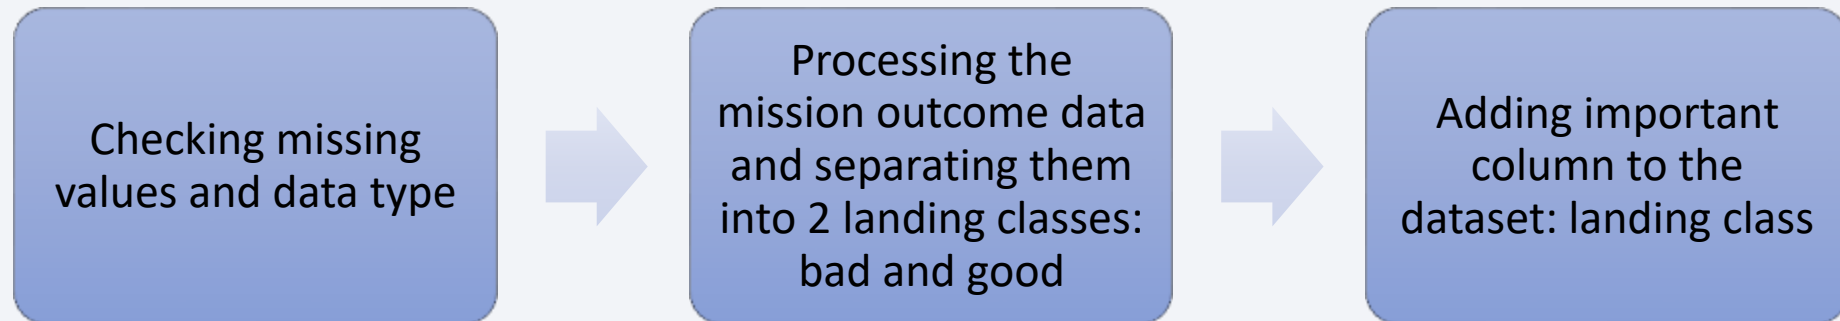 Checking missing
values and data type
Processing the
mission outcome data
and separating them
into 2 landing classes:
bad and good
Adding important
column to the
dataset: landing class